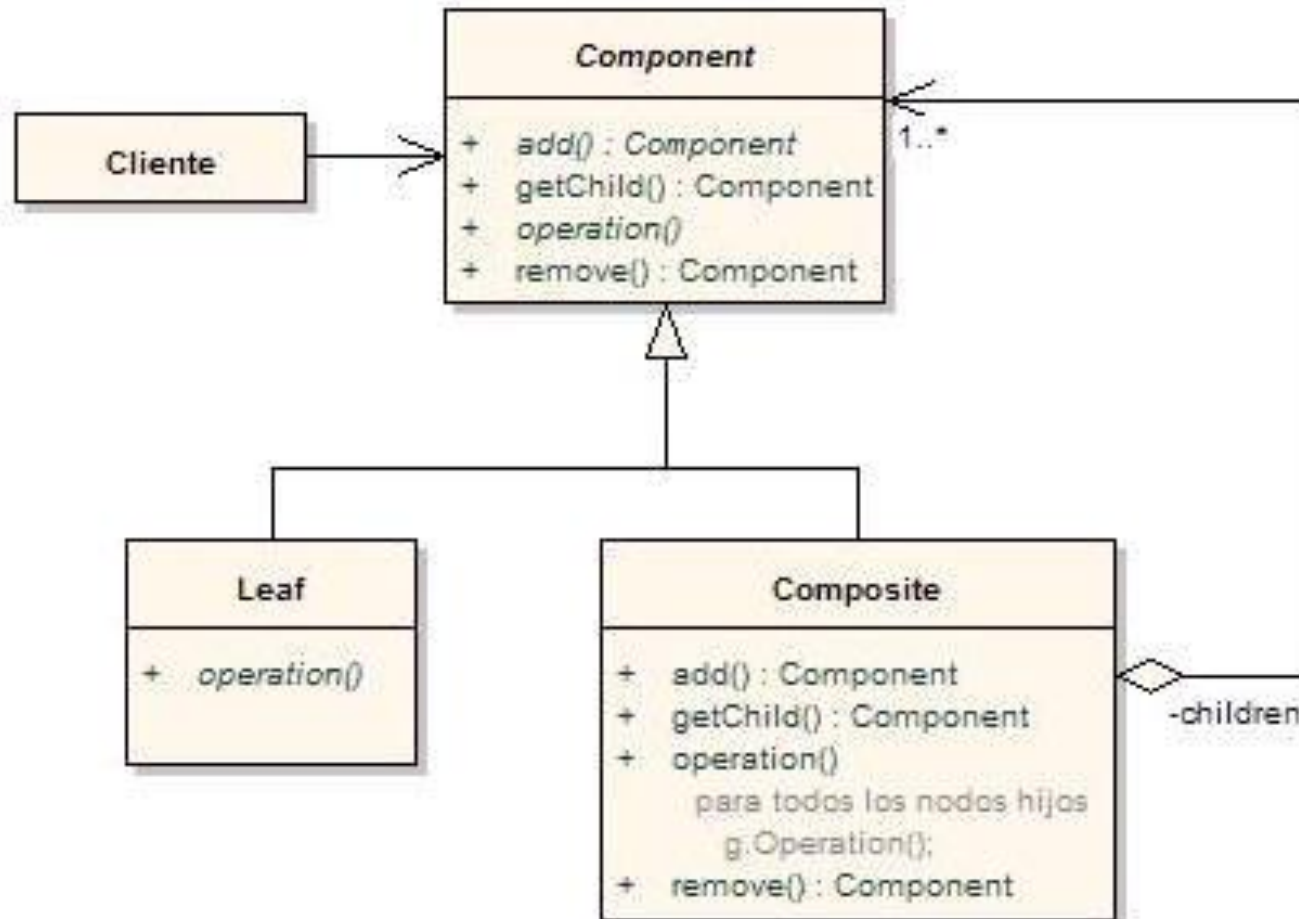 Component
+ add() : Component
+ getChild() : Component
+ operation()
+ remove() : Component
1..*
Cliente
Leaf
+ operation()
Composite
+ add() : Component
+ getChild() : Component
+ operation()
para todos los nodos hijos
g.Operation();
+ remove() : Component
-children